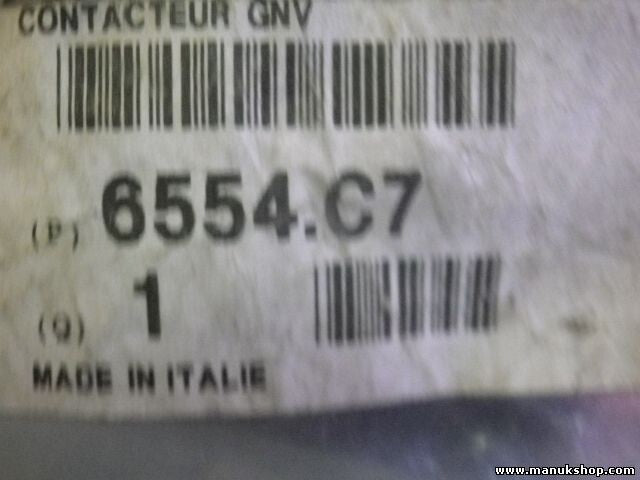 CONTACTEUR GNV
(P) 6554.C7
(Q) 1
MADE IN ITALIE
www.manukshop.com